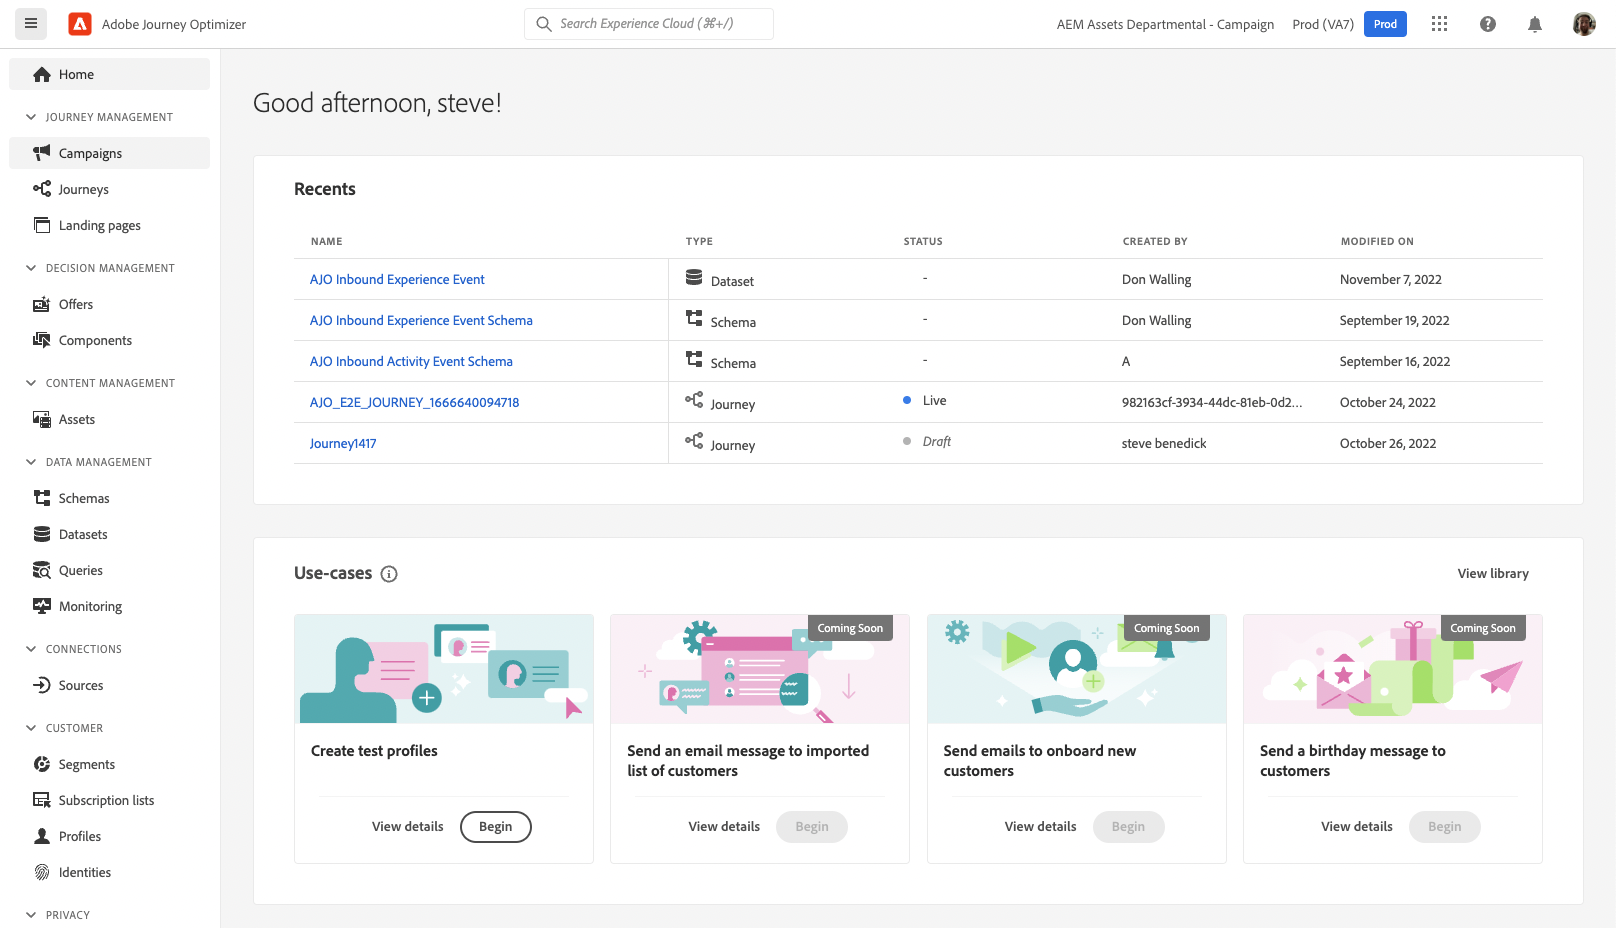 Adobe Journey Optimizer
Search Experience Cloud (⌘+/)
AEM Assets Departmental - Campaign
Prod (VA7)
Prod
Home
JOURNEY MANAGEMENT
Campaigns
Journeys
Landing pages
DECISION MANAGEMENT
Offers
Components
CONTENT MANAGEMENT
Assets
DATA MANAGEMENT
Schemas
Datasets
Queries
Monitoring
CONNECTIONS
Sources
CUSTOMER
Segments
Subscription lists
Profiles
Identities
PRIVACY
Good afternoon, steve!
Recents
NAME TYPE STATUS CREATED BY MODIFIED ON
AJO Inbound Experience Event Dataset - Don Walling November 7, 2022
AJO Inbound Experience Event Schema Schema - Don Walling September 19, 2022
AJO Inbound Activity Event Schema Schema - A September 16, 2022
AJO_E2E_JOURNEY_1666640094718 Journey Live 982163cf-3934-44dc-81eb-0d2... October 24, 2022
Journey1417 Journey Draft steve benedick October 26, 2022
Use-cases
View library
Create test profiles
View details Begin
Coming Soon
Send an email message to imported
list of customers
View details Begin
Coming Soon
Send emails to onboard new
customers
View details Begin
Coming Soon
Send a birthday message to
customers
View details Begin